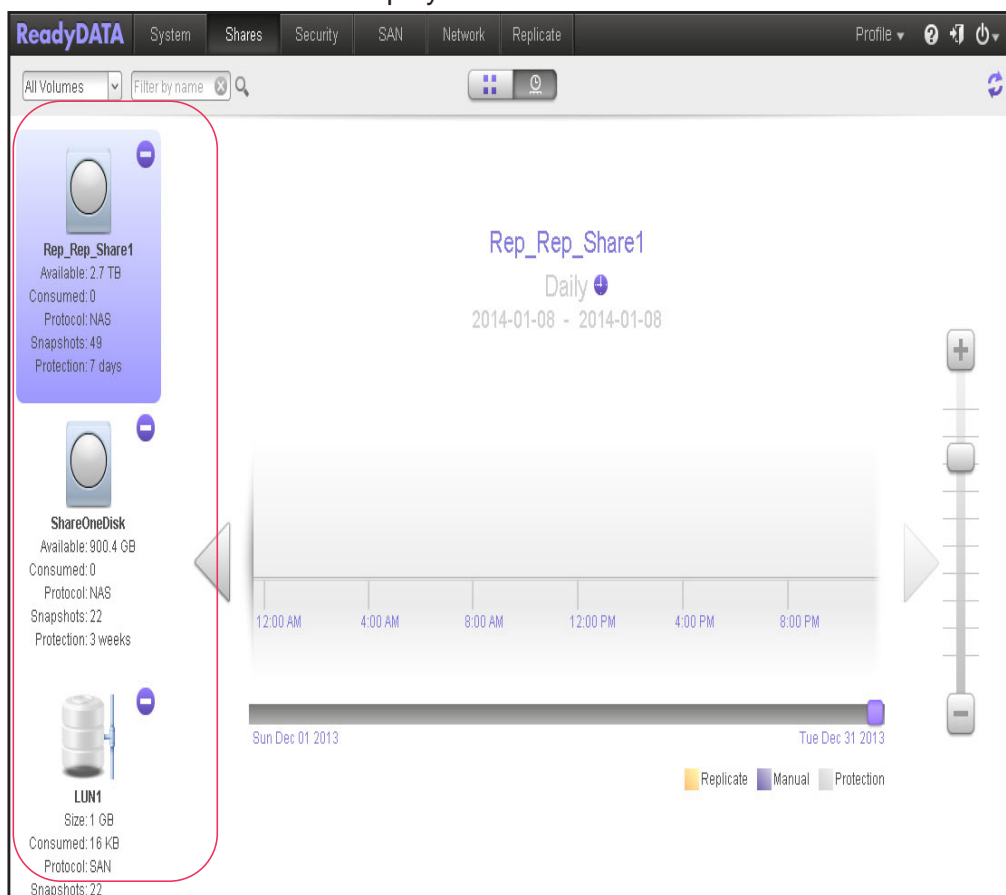 ReadyDATA System Shares Security SAN Network Replicate Profile
All Volumes Filter by name
Rep_Rep_Share1
Available: 2.7 TB
Consumed: 0
Protocol: NAS
Snapshots: 49
Protection: 7 days
ShareOneDisk
Available: 900.4 GB
Consumed: 0
Protocol: NAS
Snapshots: 22
Protection: 3 weeks
LUN1
Size: 1 GB
Consumed: 16 KB
Protocol: SAN
Snapshots: 22
Rep_Rep_Share1
Daily
2014-01-08 - 2014-01-08
12:00 AM 4:00 AM 8:00 AM 12:00 PM 4:00 PM 8:00 PM
Sun Dec 01 2013 Tue Dec 31 2013
Replicate Manual Protection